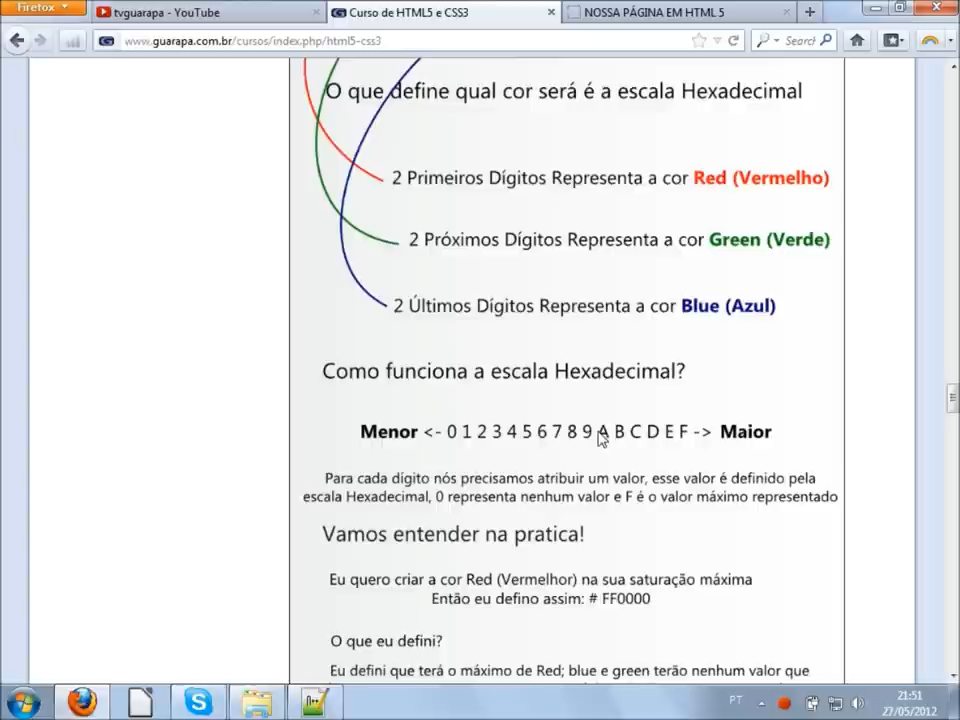 Firefox
tvguarapa - YouTube
Curso de HTML5 e CSS3
NOSSA PÁGINA EM HTML 5
www.guarapa.com.br/cursos/index.php/html5-css3
Search
O que define qual cor será é a escala Hexadecimal
2 Primeiros Dígitos Representa a cor Red (Vermelho)
2 Próximos Dígitos Representa a cor Green (Verde)
2 Últimos Dígitos Representa a cor Blue (Azul)
Como funciona a escala Hexadecimal?
Menor <- 0 1 2 3 4 5 6 7 8 9 A B C D E F -> Maior
Para cada dígito nós precisamos atribuir um valor, esse valor é definido pela
escala Hexadecimal, 0 representa nenhum valor e F é o valor máximo representado
Vamos entender na pratica!
Eu quero criar a cor Red (Vermelhor) na sua saturação máxima
Então eu defino assim: # FF0000
O que eu defini?
Eu defini que terá o máximo de Red; blue e green terão nenhum valor que
PT
21:51
27/05/2012